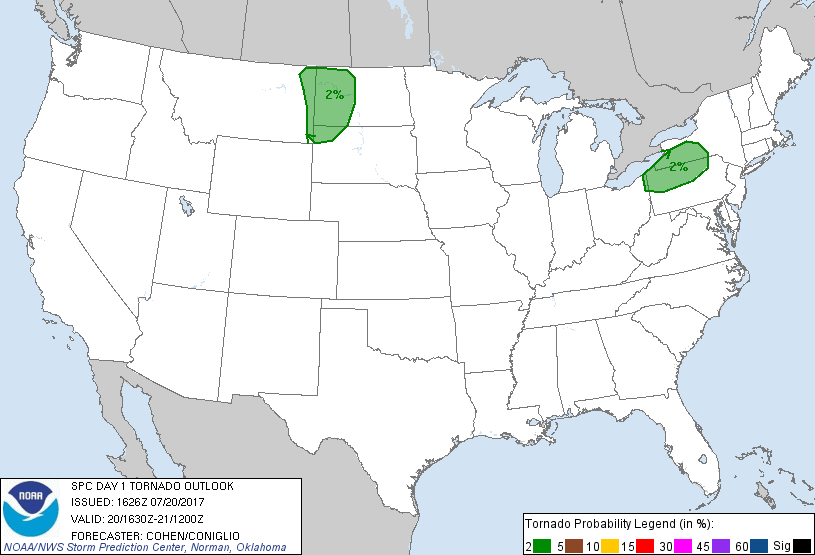 2%
2%
NOAA
SPC DAY 1 TORNADO OUTLOOK
ISSUED: 1626Z 07/20/2017
VALID: 20/1630Z-21/1200Z
FORECASTER: COHEN/CONIGLIO
NOAA/NWS Storm Prediction Center, Norman, Oklahoma
Tornado Probability Legend (in %):
2 5 10 15 30 45 60 Sig